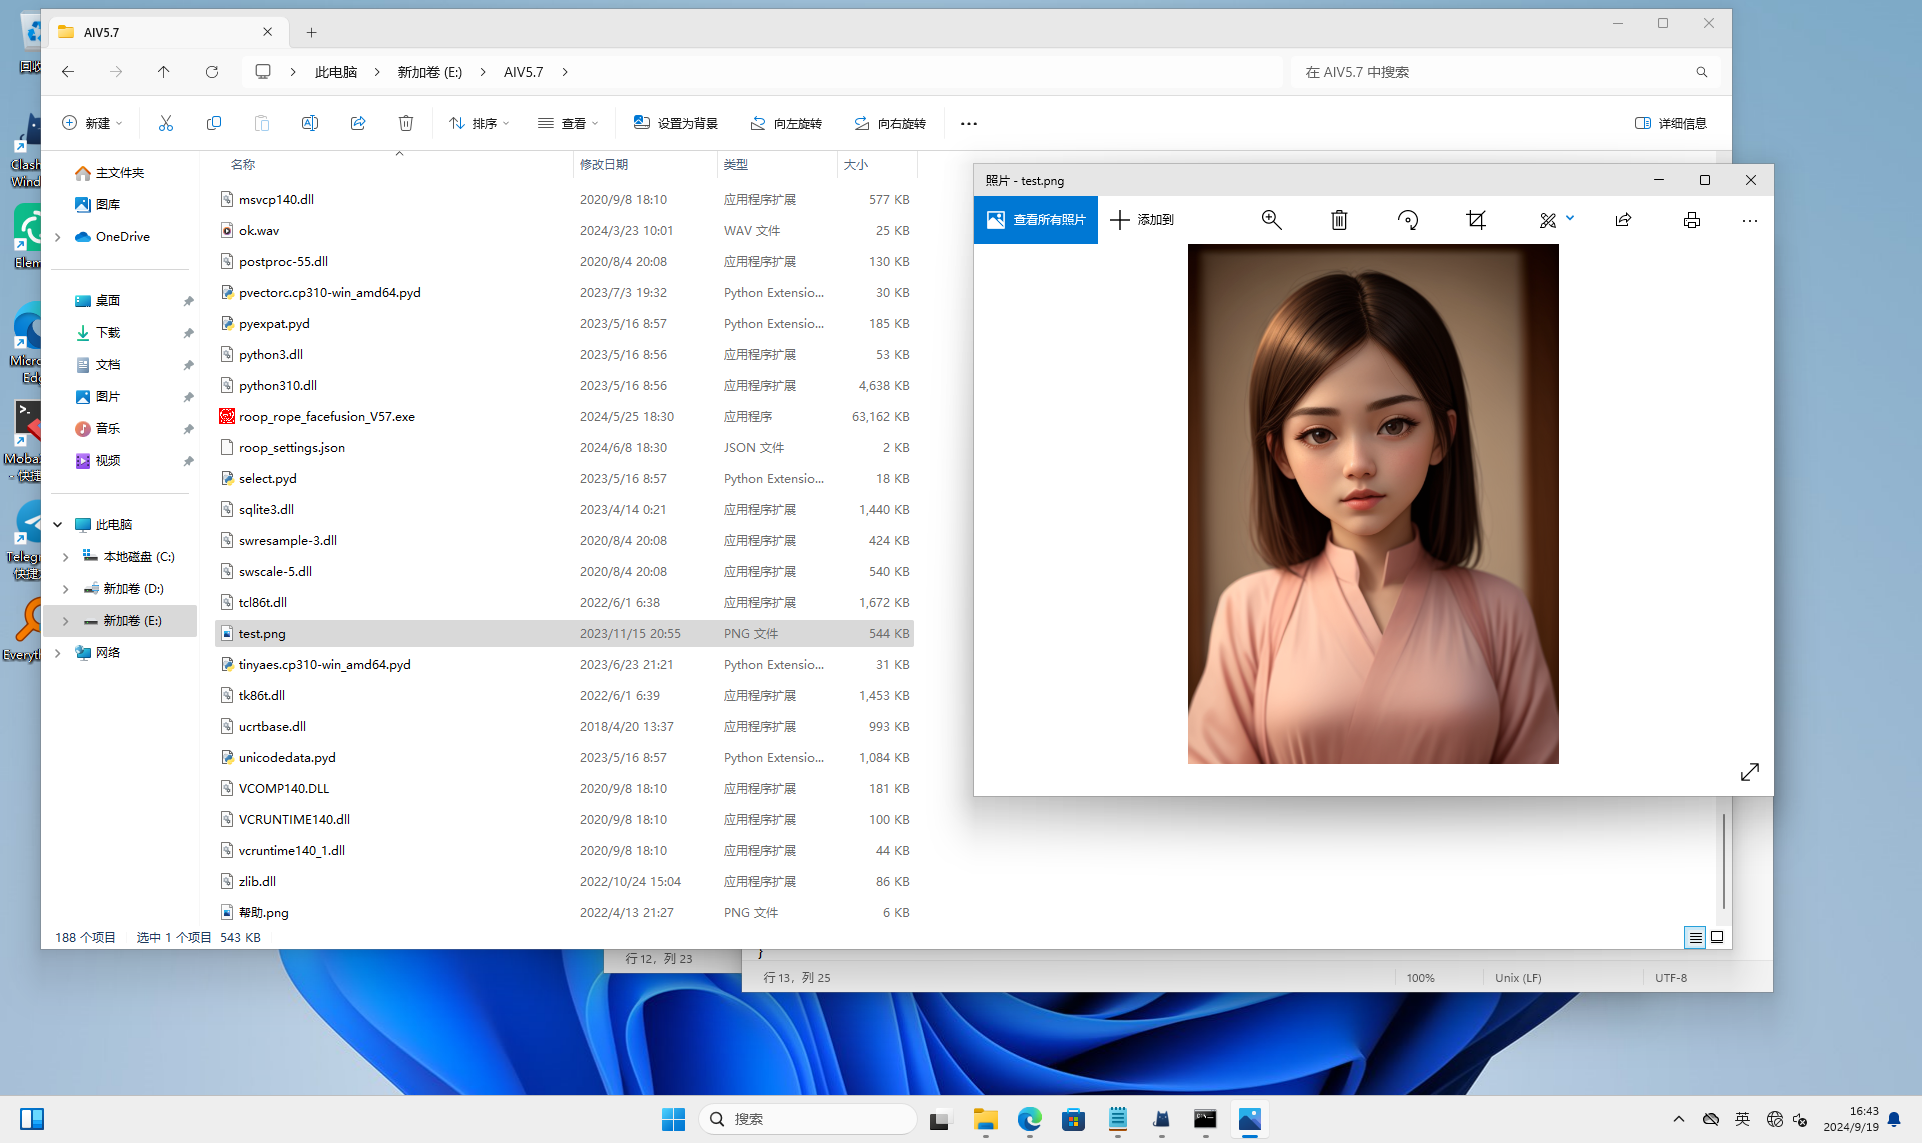 AIV5.7
此电脑
新加卷 (E:)
AIV5.7
在 AIV5.7 中搜索
新建
排序
查看
设置为背景
向左旋转
向右旋转
详细信息
主文件夹
图库
OneDrive
桌面
下载
文档
图片
音乐
视频
此电脑
本地磁盘 (C:)
新加卷 (D:)
新加卷 (E:)
网络
名称 修改日期 类型 大小
msvcp140.dll 2020/9/8 18:10 应用程序扩展 577 KB
ok.wav 2024/3/23 10:01 WAV 文件 25 KB
postproc-55.dll 2020/8/4 20:08 应用程序扩展 130 KB
pvectorc.cp310-win_amd64.pyd 2023/7/3 19:32 Python Extensio... 30 KB
pyexpat.pyd 2023/5/16 8:57 Python Extensio... 185 KB
python3.dll 2023/5/16 8:56 应用程序扩展 53 KB
python310.dll 2023/5/16 8:56 应用程序扩展 4,638 KB
roop_rope_facefusion_V57.exe 2024/5/25 18:30 应用程序 63,162 KB
roop_settings.json 2024/6/8 18:30 JSON 文件 2 KB
select.pyd 2023/5/16 8:57 Python Extensio... 18 KB
sqlite3.dll 2023/4/14 0:21 应用程序扩展 1,440 KB
swresample-3.dll 2020/8/4 20:08 应用程序扩展 424 KB
swscale-5.dll 2020/8/4 20:08 应用程序扩展 540 KB
tcl86t.dll 2022/6/1 6:38 应用程序扩展 1,672 KB
test.png 2023/11/15 20:55 PNG 文件 544 KB
tinyaes.cp310-win_amd64.pyd 2023/6/23 21:21 Python Extensio... 31 KB
tk86t.dll 2022/6/1 6:39 应用程序扩展 1,453 KB
ucrtbase.dll 2018/4/20 13:37 应用程序扩展 993 KB
unicodedata.pyd 2023/5/16 8:57 Python Extensio... 1,084 KB
VCOMP140.DLL 2020/9/8 18:10 应用程序扩展 181 KB
VCRUNTIME140.dll 2020/9/8 18:10 应用程序扩展 100 KB
vcruntime140_1.dll 2020/9/8 18:10 应用程序扩展 44 KB
zlib.dll 2022/10/24 15:04 应用程序扩展 86 KB
帮助.png 2022/4/13 21:27 PNG 文件 6 KB
188 个项目 选中 1 个项目 543 KB
照片 - test.png
查看所有照片
添加到
}
行 12，列 23
行 13，列 25
100%
Unix (LF)
UTF-8
回收
Clash
Wind
Elem
Micro
Edg
Moba
- 快捷
Telegr
快捷
Everyth
搜索
英
16:43
2024/9/19